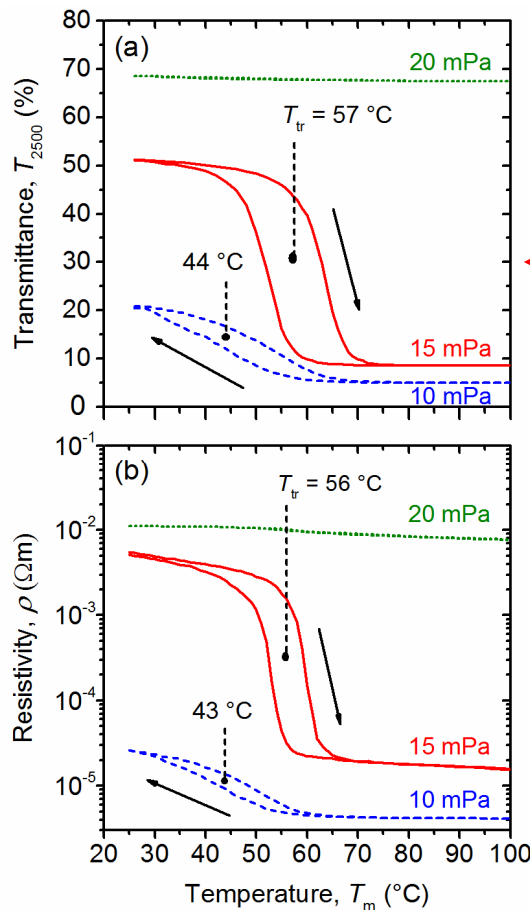 (a)
20 mPa
T_tr = 57 °C
44 °C
15 mPa
10 mPa
Transmittance, T_2500 (%)
80
70
60
50
40
30
20
10
0
(b)
T_tr = 56 °C
20 mPa
43 °C
15 mPa
10 mPa
Resistivity, ρ (Ωm)
10^-1
10^-2
10^-3
10^-4
10^-5
20 30 40 50 60 70 80 90 100
Temperature, T_m (°C)